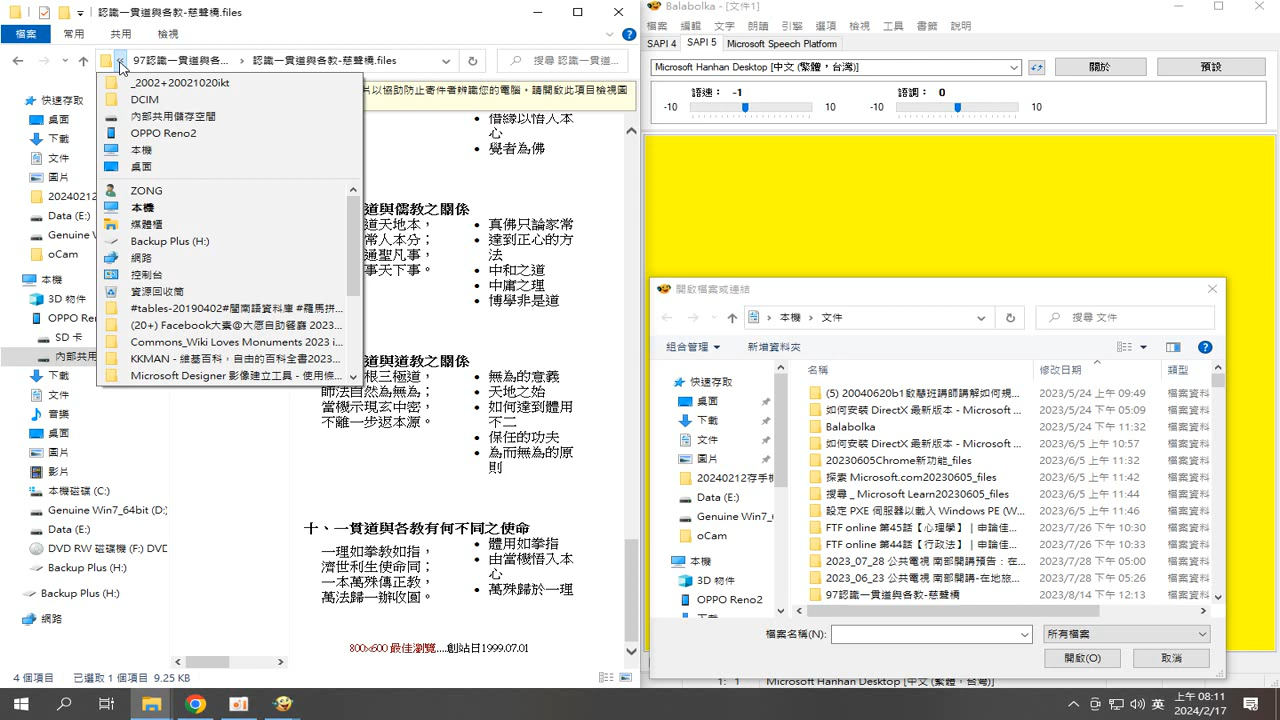 認識一貫道與各教-慈聲橋.files
檔案
常用
共用
檢視
97認識一貫道與各...
認識一貫道與各教-慈聲橋.files
搜尋 認識一貫道...
片以協助防止寄件者辨識您的電腦。請開啟此項目檢視圖
快速存取
桌面
下載
文件
圖片
20240212
Data (E:)
Genuine
oCam
本機
3D 物件
OPPO Ren
SD 卡
內部共用
下載
文件
音樂
桌面
圖片
影片
本機磁碟 (C:)
Genuine Win7_64bit (D:)
Data (E:)
DVD RW 磁碟機 (F:) DVD
Backup Plus (H:)
Backup Plus (H:)
網路
_2002+20021020ikt
DCIM
內部共用儲存空間
OPPO Reno2
本機
桌面
ZONG
本機
媒體櫃
Backup Plus (H:)
網路
控制台
資源回收筒
#tables-20190402#閩南語資料庫 #羅馬拼...
(20+) Facebook大羹@大愿自助餐廳 2023...
Commons_Wiki Loves Monuments 2023 i...
KKMAN - 維基百科，自由的百科全書2023...
Microsoft Designer 影像建立工具 - 使用條...
借緣以悟人本心
覺者為佛
道與儒教之關係
道天地本，
常人本分；
道聖凡事，
事天下事。
真佛只論家常
達到正心的方法
中和之道
中庸之理
博學非是道
道與道教之關係
根三極道，
師法自然為無為；
當機示現玄中密，
不離一步返本源。
無為的意義
天地之始
如何達到體用不二
保任的功夫
為而無為的原則
十、一貫道與各教有何不同之使命
一理如拳教如指，
濟世利生使命同；
一本萬殊傳正教，
萬法歸一辦收圓。
體用如拳指
由當機悟入本心
萬殊歸於一理
800x600 最佳瀏覽....創站日1999.07.01
4 個項目
已選取 1 個項目 9.25 KB
Balabolka - [文件1]
檔案 編輯 文字 朗讀 引擎 選項 檢視 工具 書籤 說明
SAPI 4
SAPI 5
Microsoft Speech Platform
Microsoft Hanhan Desktop [中文 (繁體，台灣)]
關於
預設
語速： -1
語調： 0
-10
10
-10
10
開啟檔案或連結
本機
文件
搜尋 文件
組合管理
新增資料夾
快速存取
桌面
下載
文件
圖片
20240212存手機
Data (E:)
Genuine Win7_6
oCam
本機
3D 物件
OPPO Reno2
下載
名稱 修改日期 類型
(5) 20040620b1啟慧班講師講解如何規... 2023/5/24 上午 09:49 檔案資料
如何安裝 DirectX 最新版本 - Microsoft ... 2023/5/24 下午 05:09 檔案資料
Balabolka 2023/5/24 下午 11:32 檔案資料
如何安裝 DirectX 最新版本 - Microsoft ... 2023/6/5 上午 10:57 檔案資料
20230605Chrome新功能_files 2023/6/5 上午 11:32 檔案資料
探索 Microsoft.com20230605_files 2023/6/5 上午 11:42 檔案資料
搜尋 _ Microsoft Learn20230605_files 2023/6/5 上午 11:44 檔案資料
設定 PXE 伺服器以載入 Windows PE (W... 2023/6/5 上午 11:46 檔案資料
FTF online 第45話【心理學】｜申論佳... 2023/7/26 下午 10:30 檔案資料
FTF online 第44話【行政法】｜申論佳... 2023/7/26 下午 10:33 檔案資料
2023_07_28 公共電視 南部開講預告：在... 2023/7/28 下午 05:21 檔案資料
2023_06_23 公共電視 南部開講-在地旅... 2023/7/28 下午 05:26 檔案資料
97認識一貫道與各教-慈聲橋 2023/8/14 下午 12:13 檔案資料
檔案名稱(N):
所有檔案
開啟(O)
取消
1: 1
Microsoft Hanhan Desktop [中文 (繁體，台灣)]
英
上午 08:11
2024/2/17